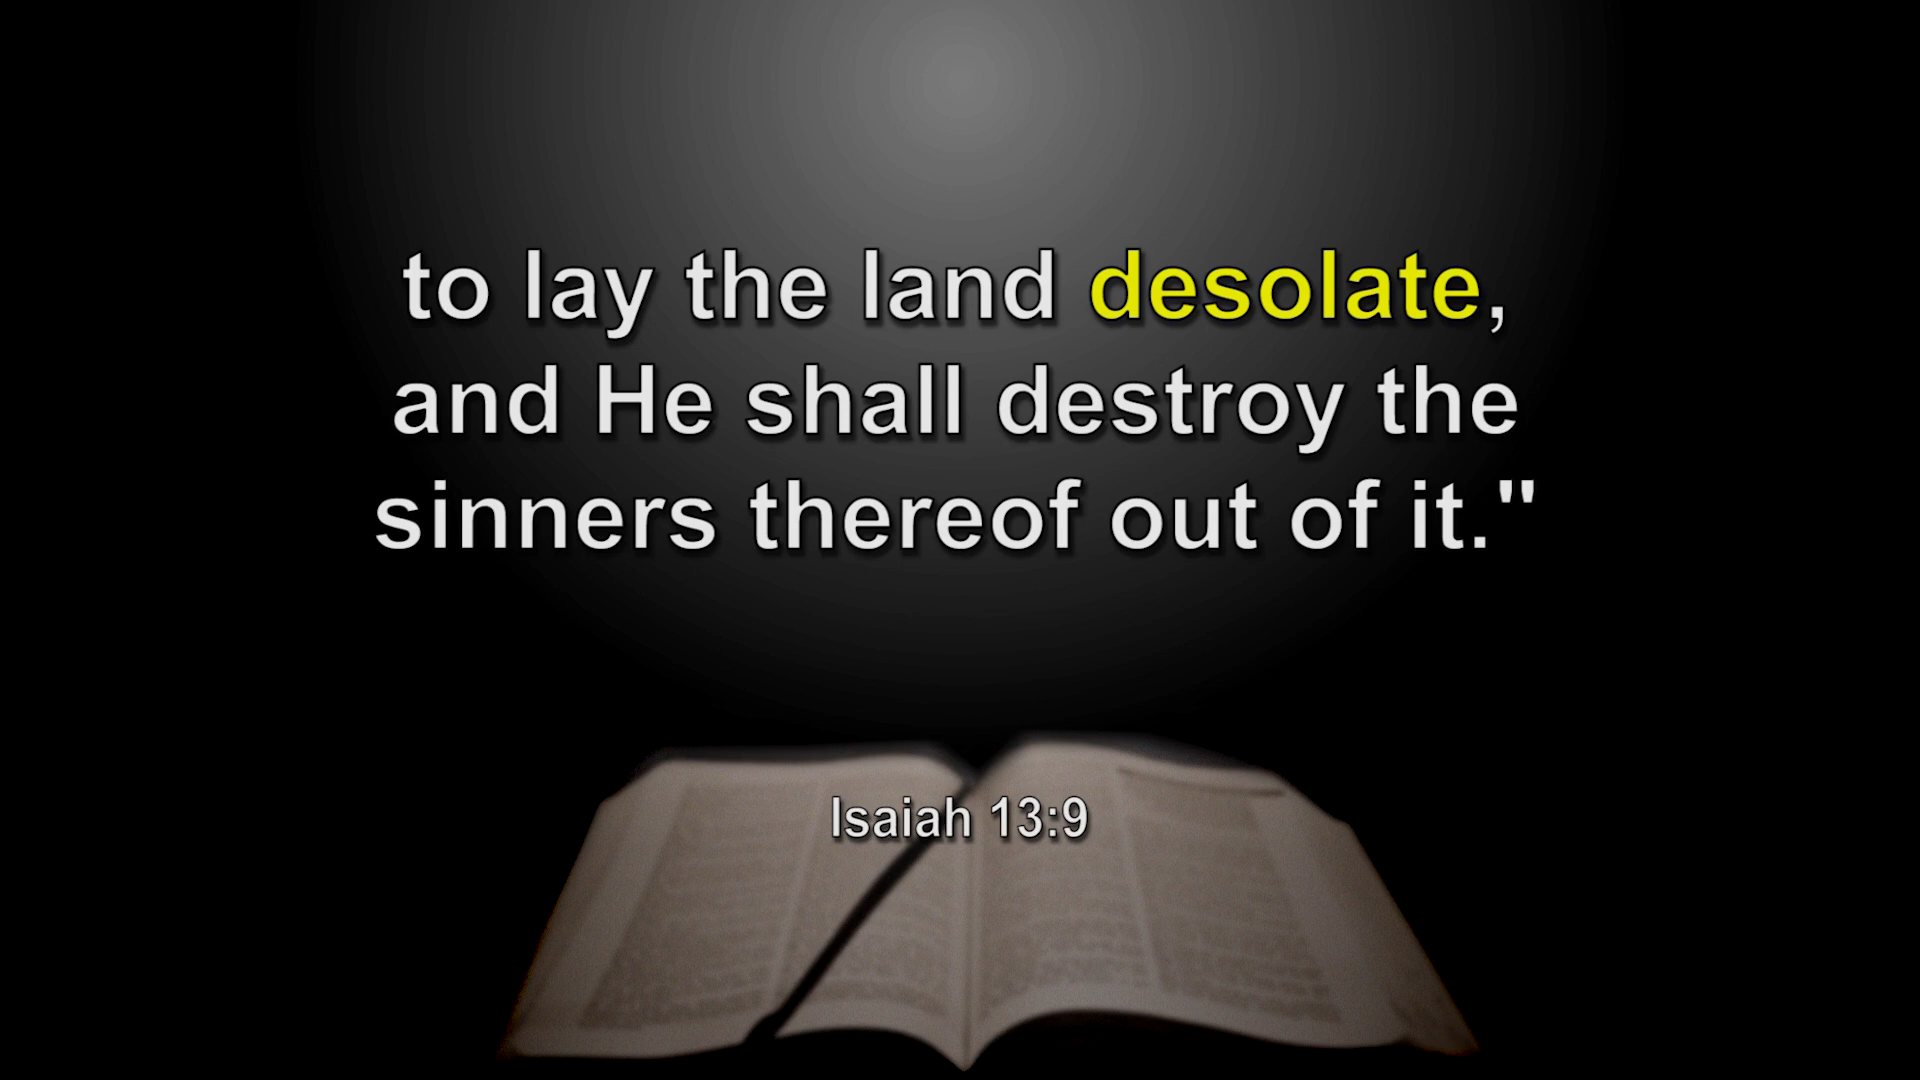 to lay the land desolate,
and He shall destroy the
sinners thereof out of it."
Isaiah 13:9